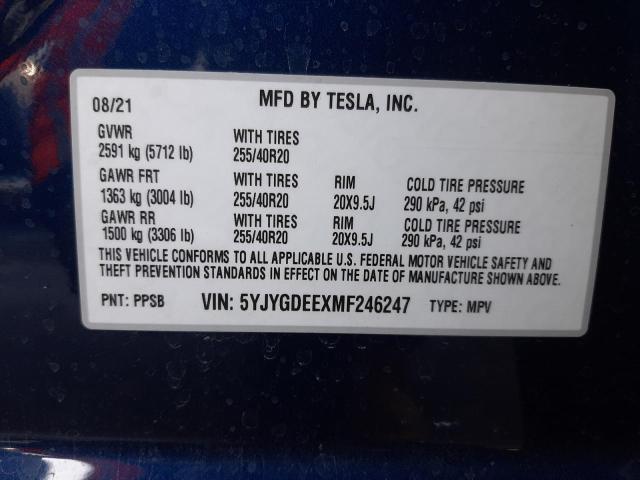 08/21 MFD BY TESLA, INC.
GVWR WITH TIRES
2591 kg (5712 lb) 255/40R20
GAWR FRT WITH TIRES RIM COLD TIRE PRESSURE
1363 kg (3004 lb) 255/40R20 20X9.5J 290 kPa, 42 psi
GAWR RR WITH TIRES RIM COLD TIRE PRESSURE
1500 kg (3306 lb) 255/40R20 20X9.5J 290 kPa, 42 psi
THIS VEHICLE CONFORMS TO ALL APPLICABLE U.S. FEDERAL MOTOR VEHICLE SAFETY AND
THEFT PREVENTION STANDARDS IN EFFECT ON THE DATE OF MANUFACTURE SHOWN ABOVE.
PNT: PPSB VIN: 5YJYGDEEXMF246247 TYPE: MPV